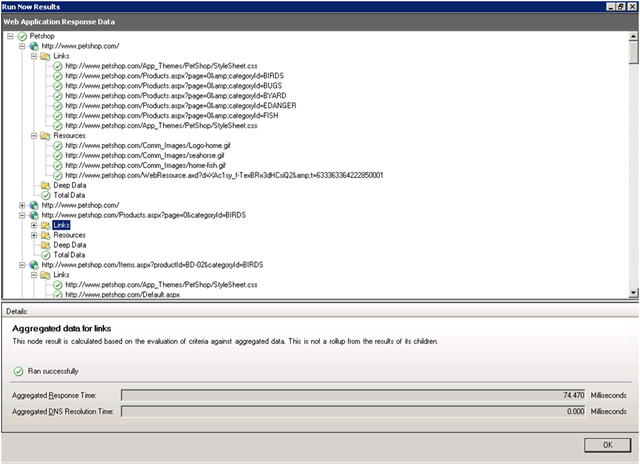 Run Now Results
Web Application Response Data
Petshop
http://www.petshop.com/
Links
http://www.petshop.com/App_Themes/PetShop/StyleSheet.css
http://www.petshop.com/Products.aspx?page=0&amp;categoryId=BIRDS
http://www.petshop.com/Products.aspx?page=0&amp;categoryId=BUGS
http://www.petshop.com/Products.aspx?page=0&amp;categoryId=BYARD
http://www.petshop.com/Products.aspx?page=0&amp;categoryId=EDANGER
http://www.petshop.com/Products.aspx?page=0&amp;categoryId=FISH
http://www.petshop.com/App_Themes/PetShop/StyleSheet.css
Resources
http://www.petshop.com/Comm_Images/Logo-home.gif
http://www.petshop.com/Comm_Images/seahorse.gif
http://www.petshop.com/Comm_Images/home-fish.gif
http://www.petshop.com/WebResource.axd?d=XAc1sy_f-TexBRx3dHCsiQ2&amp;t=633363364222850001
Deep Data
Total Data
http://www.petshop.com/
http://www.petshop.com/Products.aspx?page=0&categoryId=BIRDS
Links
Resources
Deep Data
Total Data
http://www.petshop.com/Items.aspx?productId=BD-02&categoryId=BIRDS
Links
http://www.petshop.com/App_Themes/PetShop/StyleSheet.css
http://www.petshop.com/Default.aspx
Details:
Aggregated data for links
This node result is calculated based on the evaluation of criteria against aggregated data. This is not a rollup from the results of its children.
Ran successfully
Aggregated Response Time: 74.470 Milliseconds
Aggregated DNS Resolution Time: 0.000 Milliseconds
OK